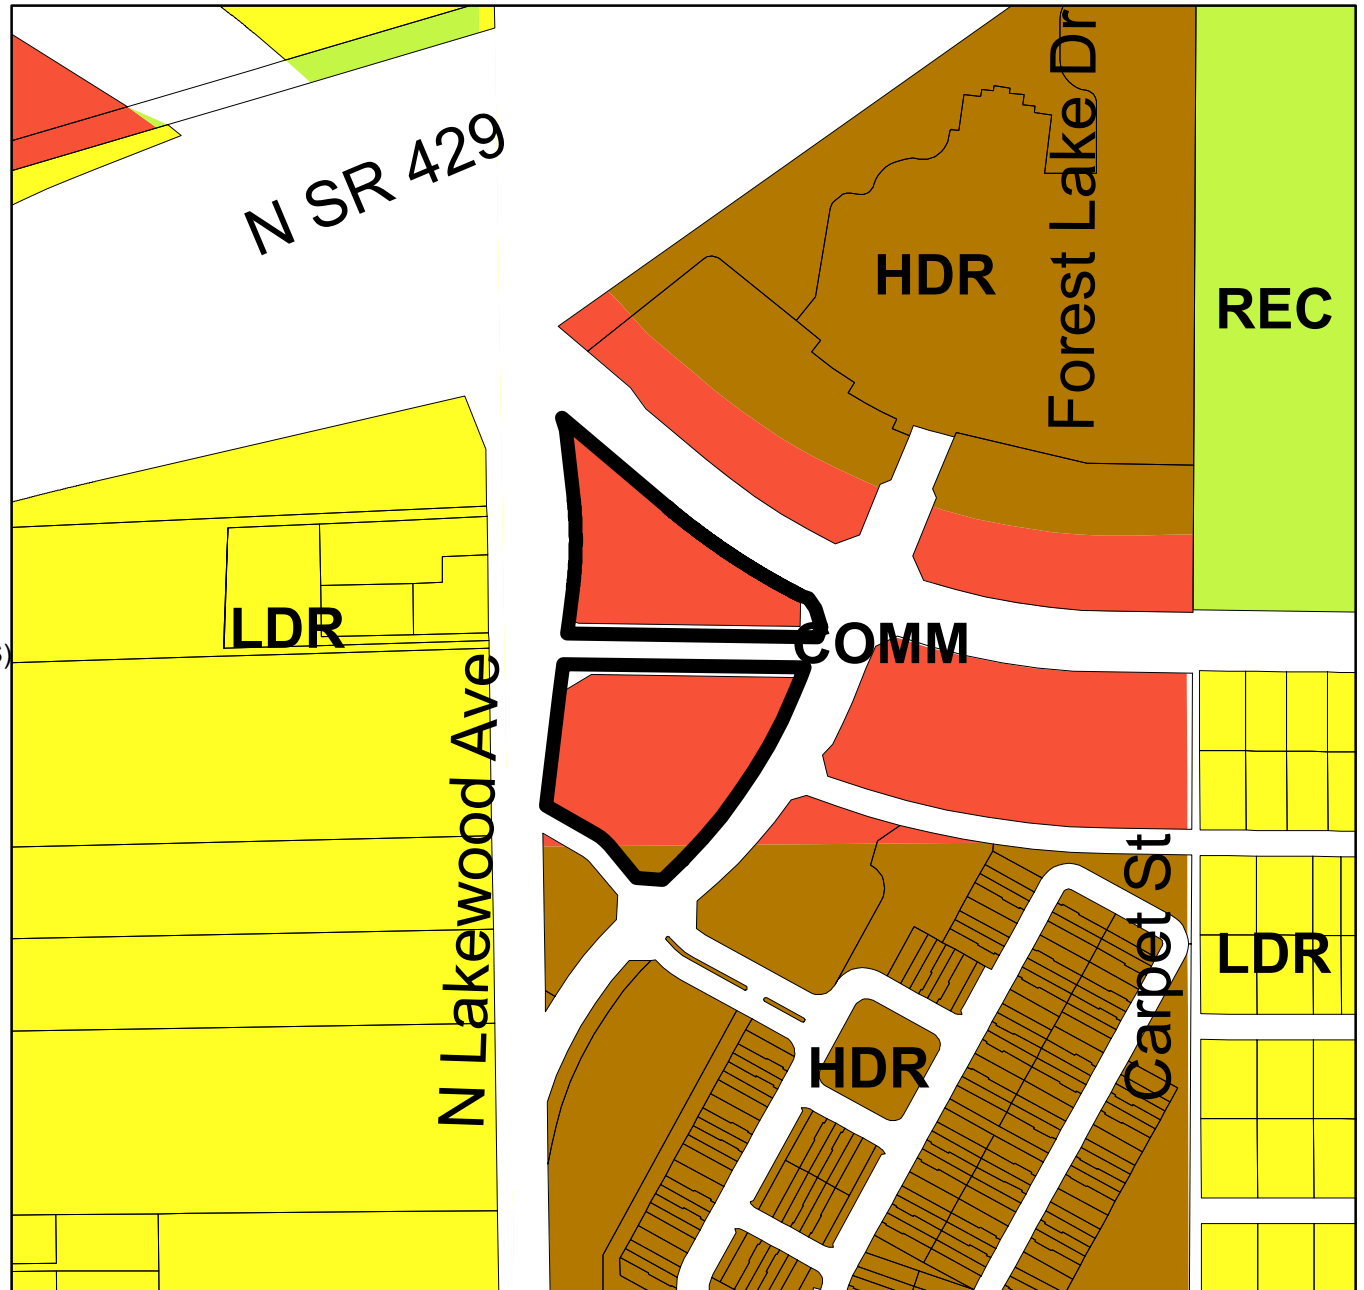 N SR 429
Forest Lake Dr
HDR
REC
LDR
COMM
N Lakewood Ave
Carpet St
LDR
HDR